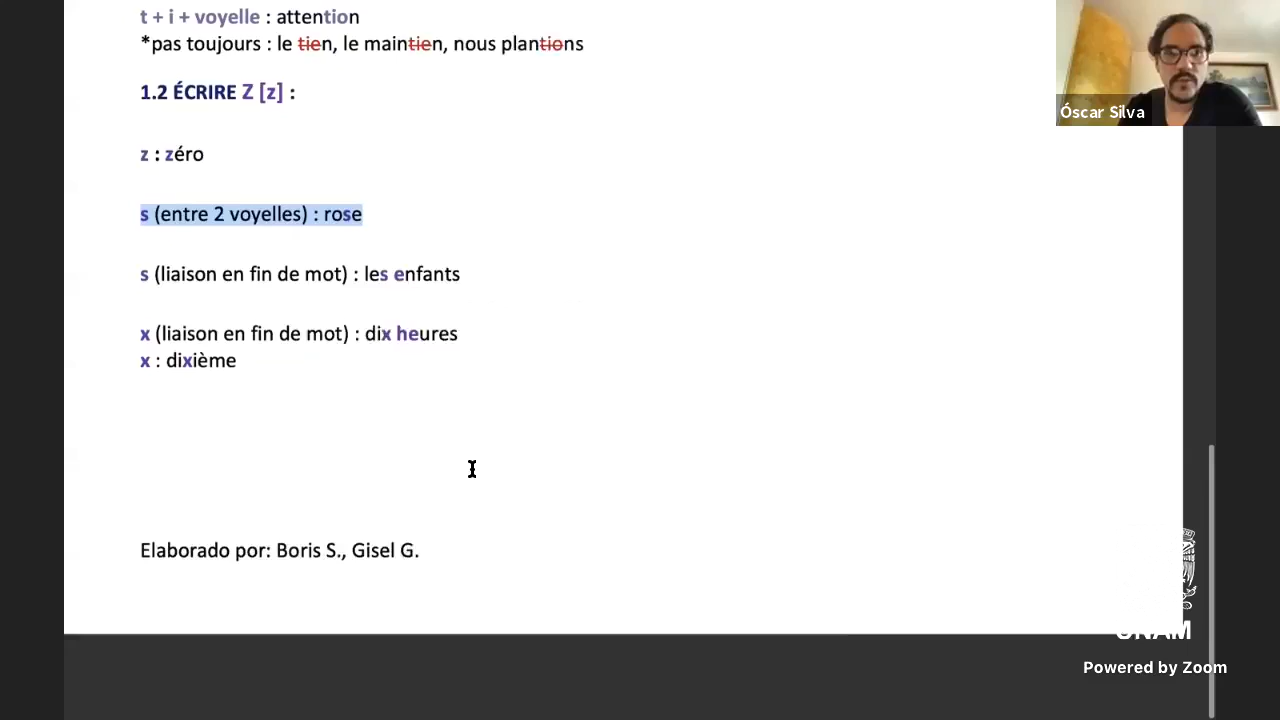 t + i + voyelle : attention
*pas toujours : le tien, le maintien, nous plantions
1.2 ÉCRIRE Z [z] :
z : zéro
s (entre 2 voyelles) : rose
s (liaison en fin de mot) : les enfants
x (liaison en fin de mot) : dix heures
x : dixième
Elaborado por: Boris S., Gisel G.
Óscar Silva
UNAM
Powered by Zoom